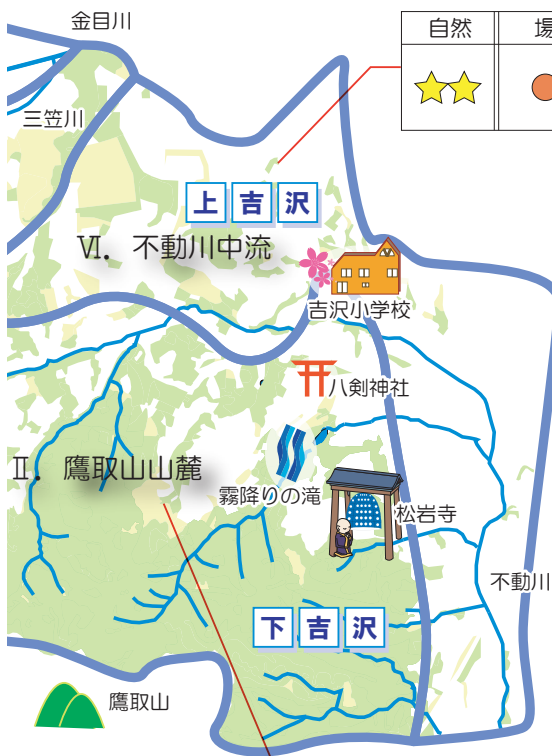 金目川
自然
場
三笠川
上吉沢
Ⅵ. 不動川中流
吉沢小学校
八剣神社
Ⅱ. 鷹取山山麓
霧降りの滝
松岩寺
不動川
下吉沢
鷹取山